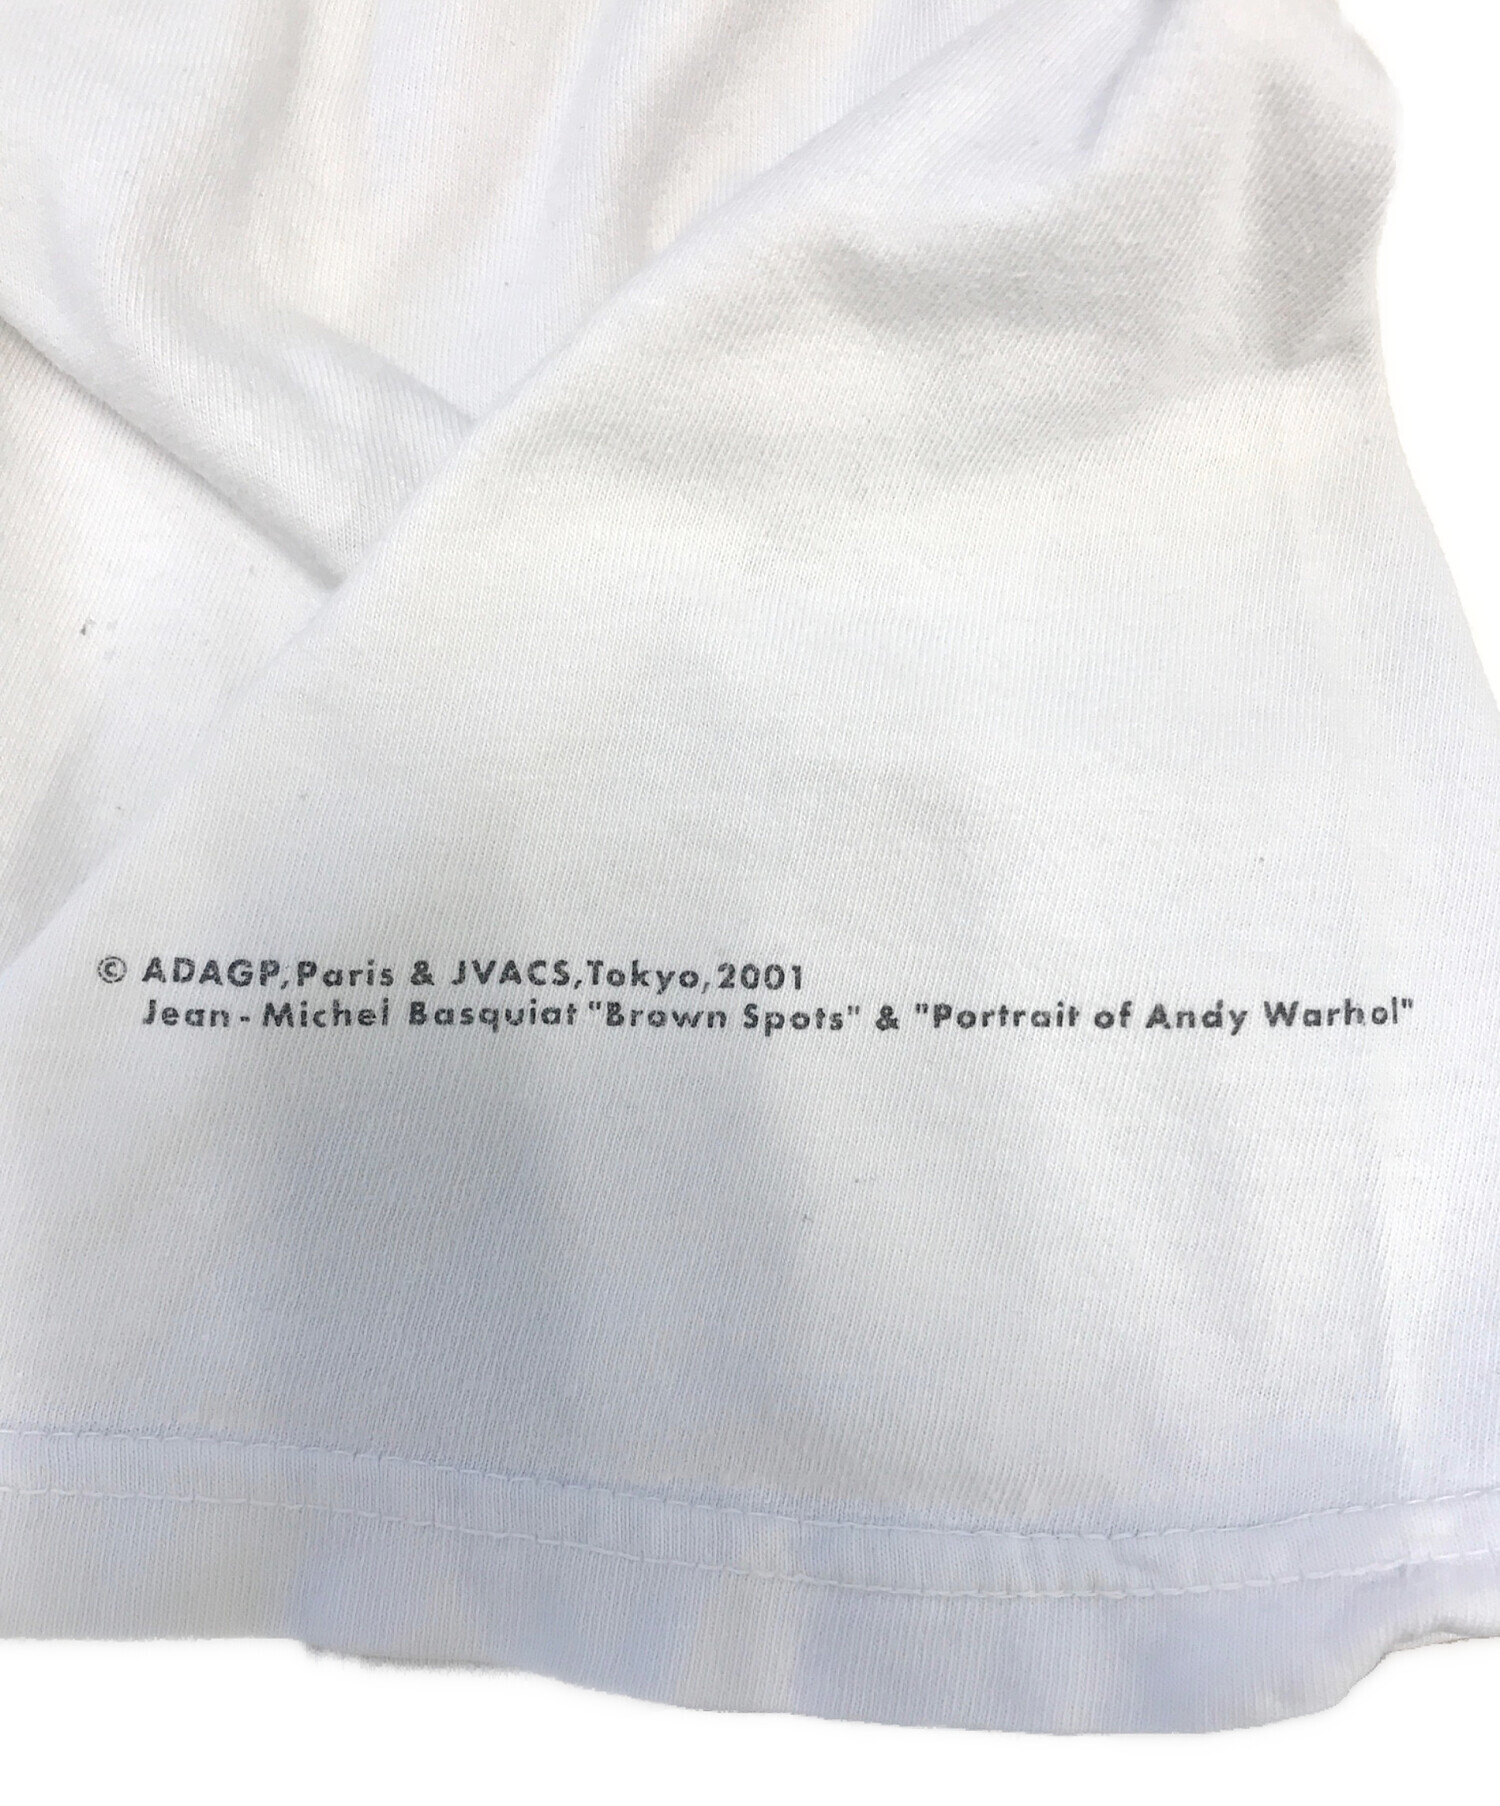 © ADAGP,Paris & JVACS,Tokyo,2001
Jean-Michel Basquiat "Brown Spots" & "Portrait of Andy Warhol"